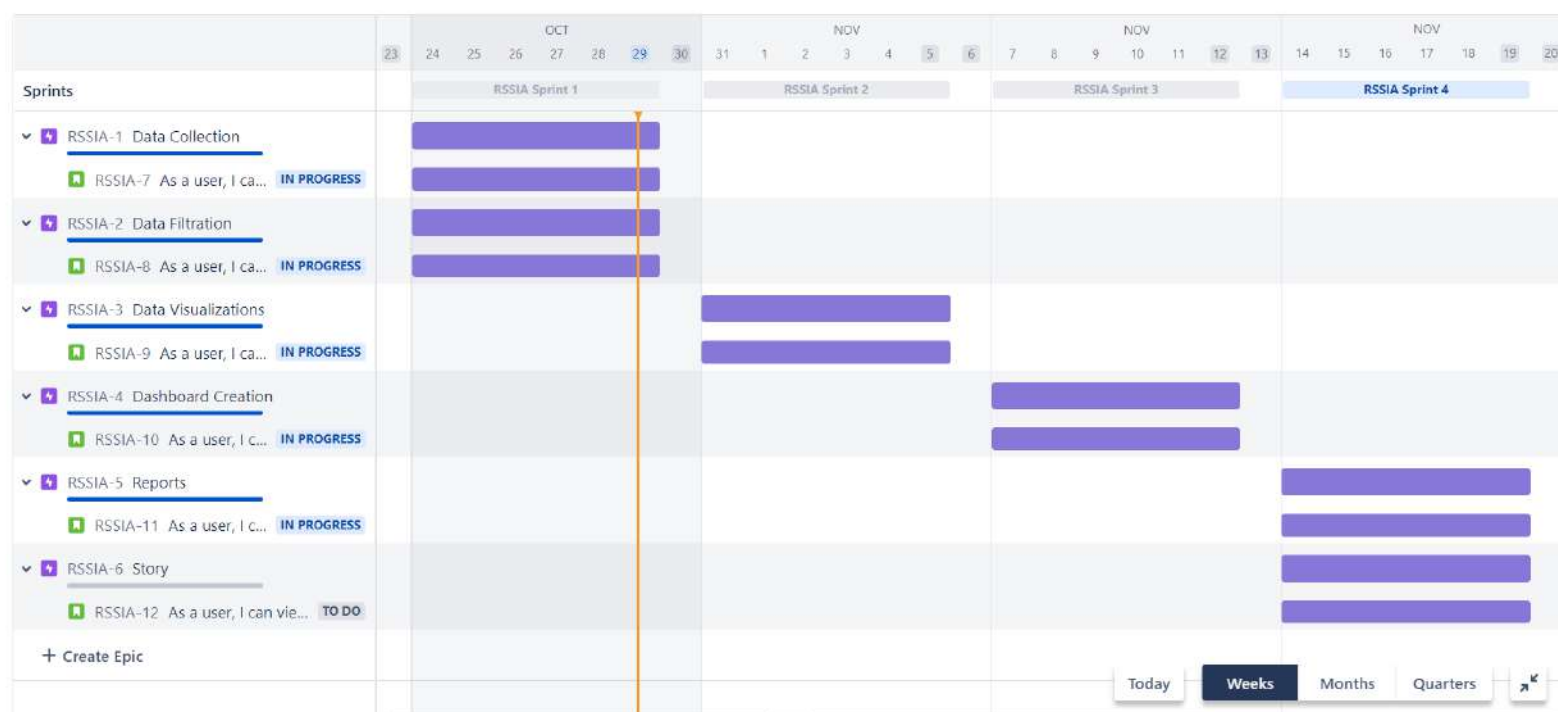 OCT NOV NOV NOV
23 24 25 26 27 28 29 30 31 1 2 3 4 5 6 7 8 9 10 11 12 13 14 15 16 17 18 19 20
Sprints RSSIA Sprint 1 RSSIA Sprint 2 RSSIA Sprint 3 RSSIA Sprint 4
RSSIA-1 Data Collection
RSSIA-7 As a user, I ca... IN PROGRESS
RSSIA-2 Data Filtration
RSSIA-8 As a user, I ca... IN PROGRESS
RSSIA-3 Data Visualizations
RSSIA-9 As a user, I ca... IN PROGRESS
RSSIA-4 Dashboard Creation
RSSIA-10 As a user, I c... IN PROGRESS
RSSIA-5 Reports
RSSIA-11 As a user, I c... IN PROGRESS
RSSIA-6 Story
RSSIA-12 As a user, I can vie... TO DO
+ Create Epic
Today Weeks Months Quarters